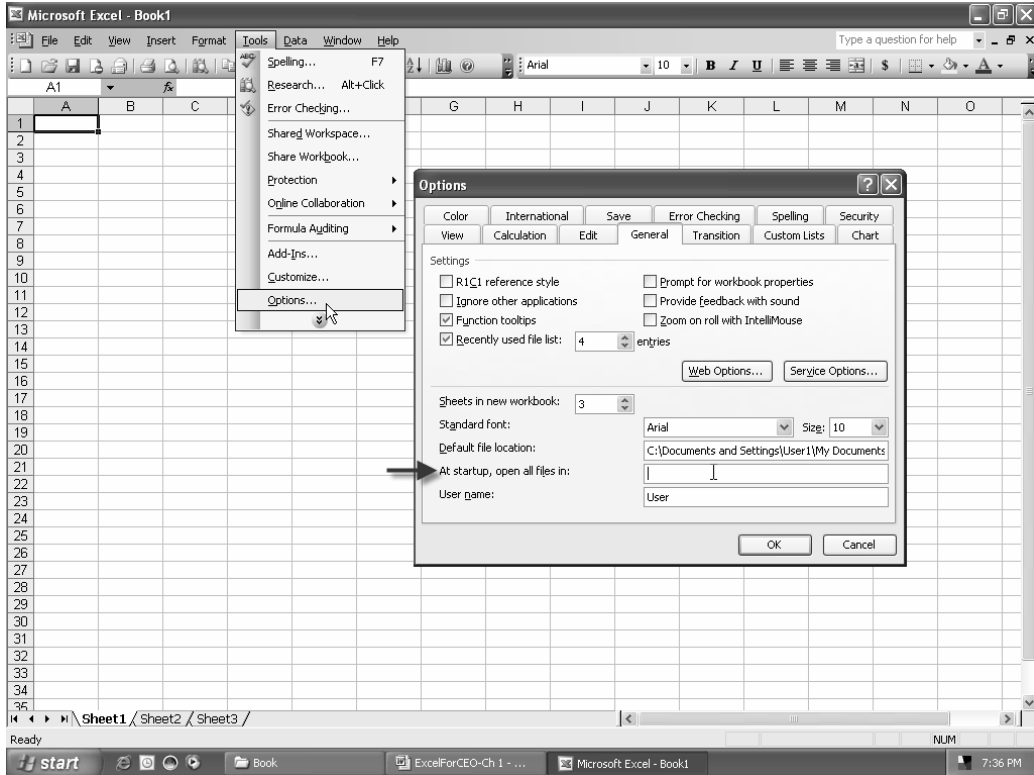 Microsoft Excel - Book1
File Edit View Insert Format Tools Data Window Help
Type a question for help
Arial 10 B I U $ A
A1 fx
A B C G H I J K L M N O
1
2
3
4
5
6
7
8
9
10
11
12
13
14
15
16
17
18
19
20
21
22
23
24
25
26
27
28
29
30
31
32
33
34
35
Spelling... F7
Research... Alt+Click
Error Checking...
Shared Workspace...
Share Workbook...
Protection
Online Collaboration
Formula Auditing
Add-Ins...
Customize...
Options...
Options
Color International Save Error Checking Spelling Security
View Calculation Edit General Transition Custom Lists Chart
Settings
R1C1 reference style Prompt for workbook properties
Ignore other applications Provide feedback with sound
Function tooltips Zoom on roll with IntelliMouse
Recently used file list: 4 entries
Web Options... Service Options...
Sheets in new workbook: 3
Standard font: Arial Size: 10
Default file location: C:\Documents and Settings\User1\My Documents
At startup, open all files in:
User name: User
OK Cancel
Sheet1 Sheet2 Sheet3
Ready NUM
start Book ExcelForCEO-Ch 1 - ... Microsoft Excel - Book1 7:36 PM